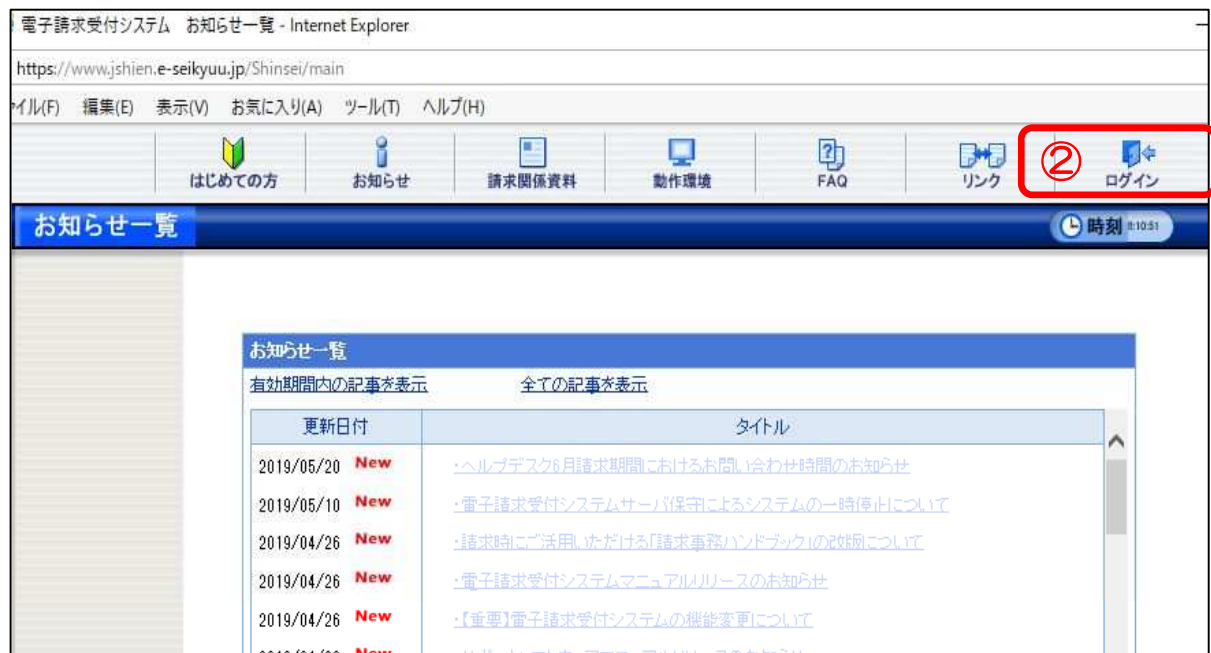 電子請求受付システム お知らせ一覧 - Internet Explorer
https://www.jshien.e-seikyuu.jp/Shinsei/main
イル(F) 編集(E) 表示(V) お気に入り(A) ツール(T) ヘルプ(H)
はじめての方 お知らせ 請求関係資料 動作環境 FAQ リンク ② ログイン
お知らせ一覧 時刻
お知らせ一覧
有効期間内の記事を表示 全ての記事を表示
更新日付 タイトル
2019/05/20 New ・ヘルプデスク6月請求期間におけるお問い合わせ時間のお知らせ
2019/05/10 New ・電子請求受付システムサーバ保守によるシステムの一時停止について
2019/04/26 New ・請求時にご活用いただける「請求事務ハンドブック」の改版について
2019/04/26 New ・電子請求受付システムマニュアルリリースのお知らせ
2019/04/26 New ・【重要】電子請求受付システムの機能変更について